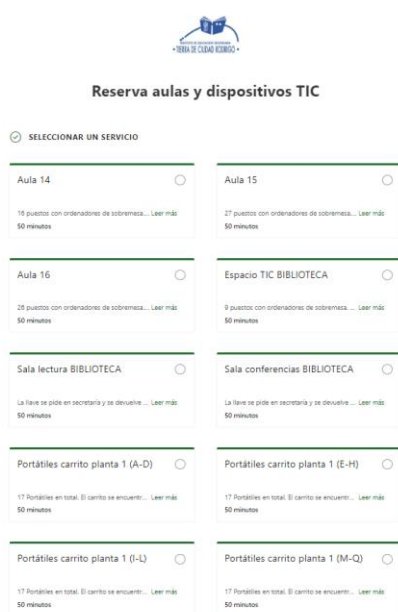 TIERRA DE CIUDAD RODRIGO
Reserva aulas y dispositivos TIC
SELECCIONAR UN SERVICIO
Aula 14
Aula 15
puestos con ordenadores de sobremesa... Leer más
27 puestos con ordenadores de sobremesa... Leer más
50 minutos
50 minutos
Aula 16
Espacio TIC BIBLIOTECA
puestos con ordenadores de sobremesa... Leer más
9 puestos con ordenadores de sobremesa. ... Leer más
50 minutos
50 minutos
Sala lectura BIBLIOTECA
Sala conferencias BIBLIOTECA
La llave se pide en secretaría y se devuelve ... Leer más
La llave se pide en secretaría y se devuelve ... Leer más
50 minutos
50 minutos
Portátiles carrito planta 1 (A-D)
Portátiles carrito planta 1 (E-H)
17 Portátiles en total. El carrito se encuentr... Leer más
17 Portátiles en total. El carrito se encuentr... Leer más
50 minutos
50 minutos
Portátiles carrito planta 1 (I-L)
Portátiles carrito planta 1 (M-Q)
17 Portátiles en total. El carrito se encuentr... Leer más
17 Portátiles en total. El carrito se encuentr... Leer más
50 minutos
50 minutos